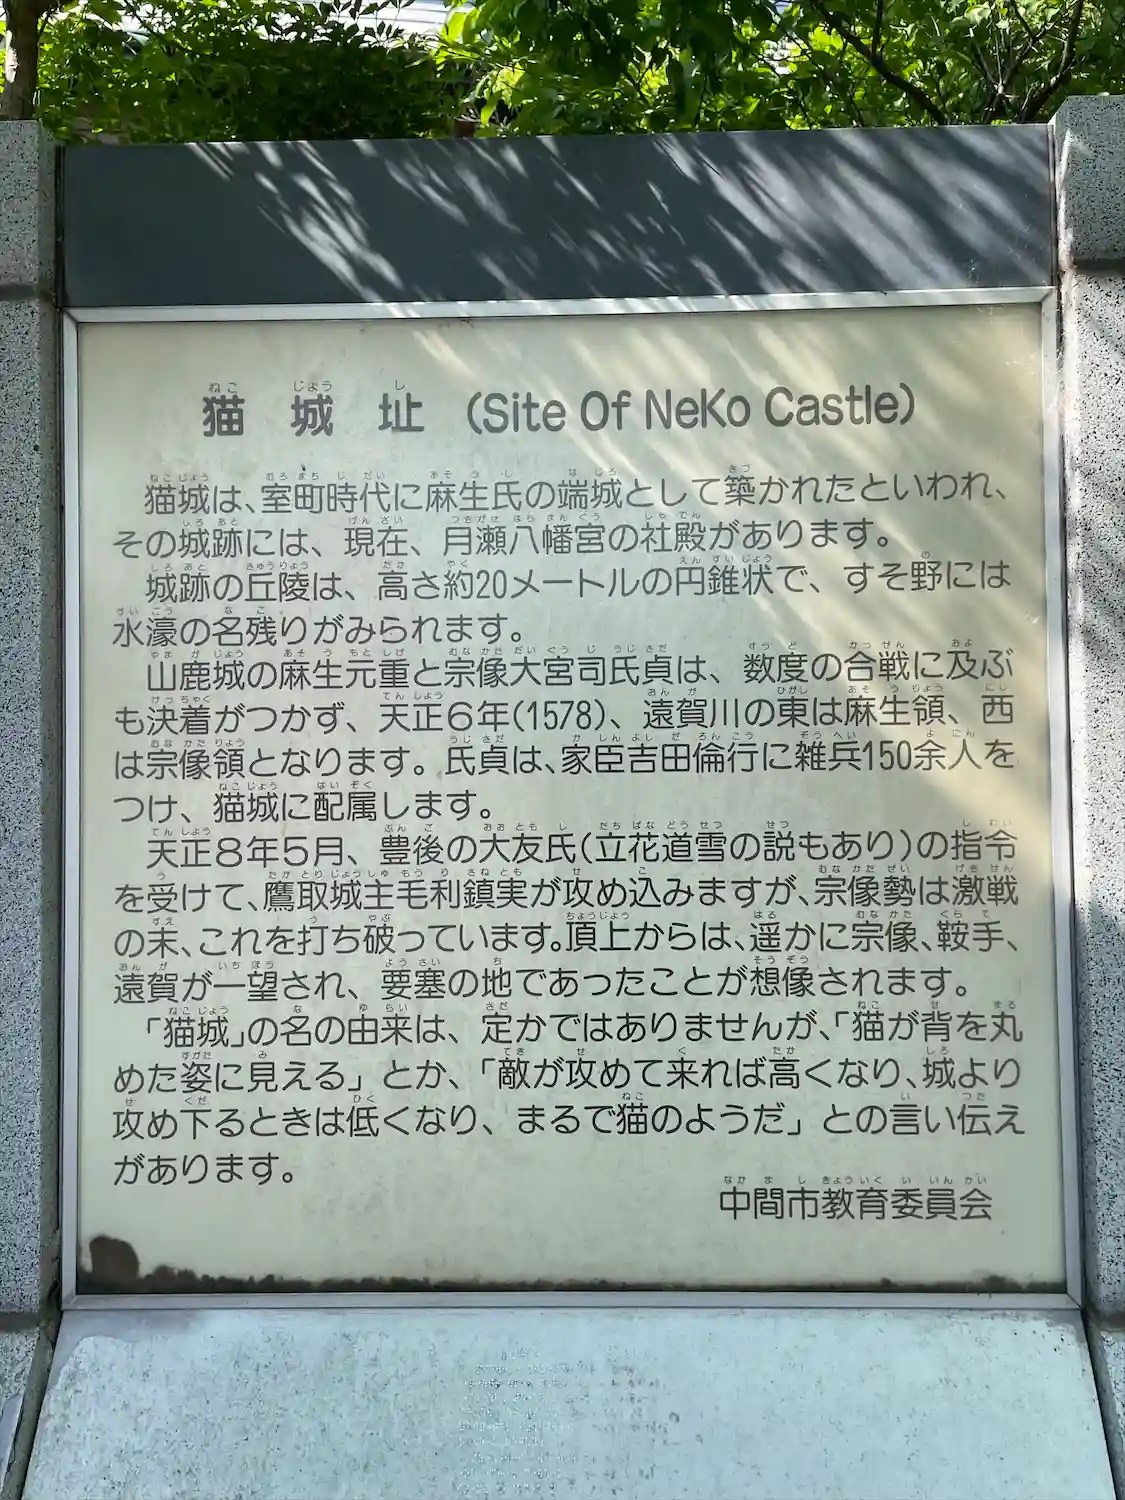 猫城址 (Site Of NeKo Castle)
猫城は、室町時代に麻生氏の端城として築かれたといわれ、
その城跡には、現在、月瀬八幡宮の社殿があります。
城跡の丘陵は、高さ約20メートルの円錐状で、すそ野には
水濠の名残りがみられます。
山鹿城の麻生元重と宗像大宮司氏貞は、数度の合戦に及ぶ
も決着がつかず、天正6年(1578)、遠賀川の東は麻生領、西
は宗像領となります。氏貞は、家臣吉田倫行に雑兵150余人を
つけ、猫城に配属します。
天正8年5月、豊後の大友氏(立花道雪の説もあり)の指令
を受けて、鷹取城主毛利鎮実が攻め込みますが、宗像勢は激戦
の末、これを打ち破っています。頂上からは、遥かに宗像、鞍手、
遠賀が一望され、要塞の地であったことが想像されます。
「猫城」の名の由来は、定かではありませんが、「猫が背を丸
めた姿に見える」とか、「敵が攻めて来れば高くなり、城より
攻め下るときは低くなり、まるで猫のようだ」との言い伝え
があります。
中間市教育委員会